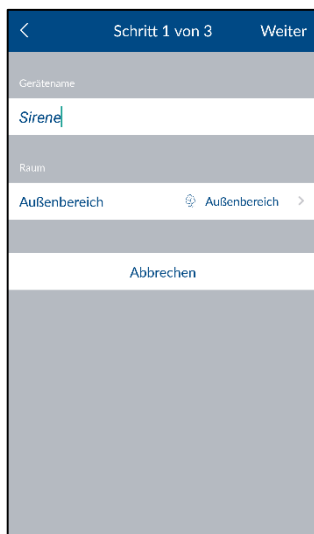 Schritt 1 von 3 Weiter
Gerätename
Sirene
Raum
Außenbereich Außenbereich
Abbrechen